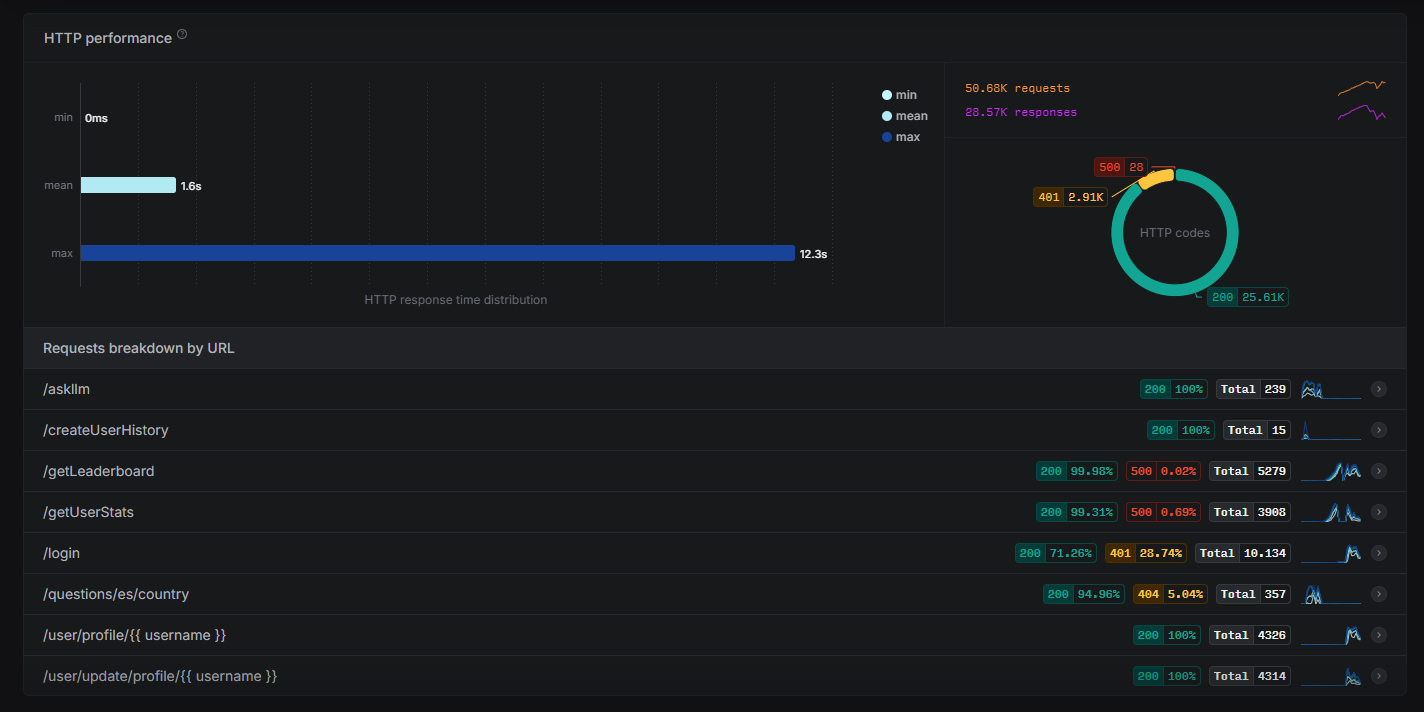 HTTP performance ?
min 0ms
mean 1.6s
max 12.3s
HTTP response time distribution
min
mean
max
50.68K requests
28.57K responses
500 28
401 2.91K
HTTP codes
200 25.61K
Requests breakdown by URL
/askllm 200 100% Total 239
/createUserHistory 200 100% Total 15
/getLeaderboard 200 99.98% 500 0.02% Total 5279
/getUserStats 200 99.31% 500 0.69% Total 3908
/login 200 71.26% 401 28.74% Total 10.134
/questions/es/country 200 94.96% 404 5.04% Total 357
/user/profile/{{ username }} 200 100% Total 4326
/user/update/profile/{{ username }} 200 100% Total 4314